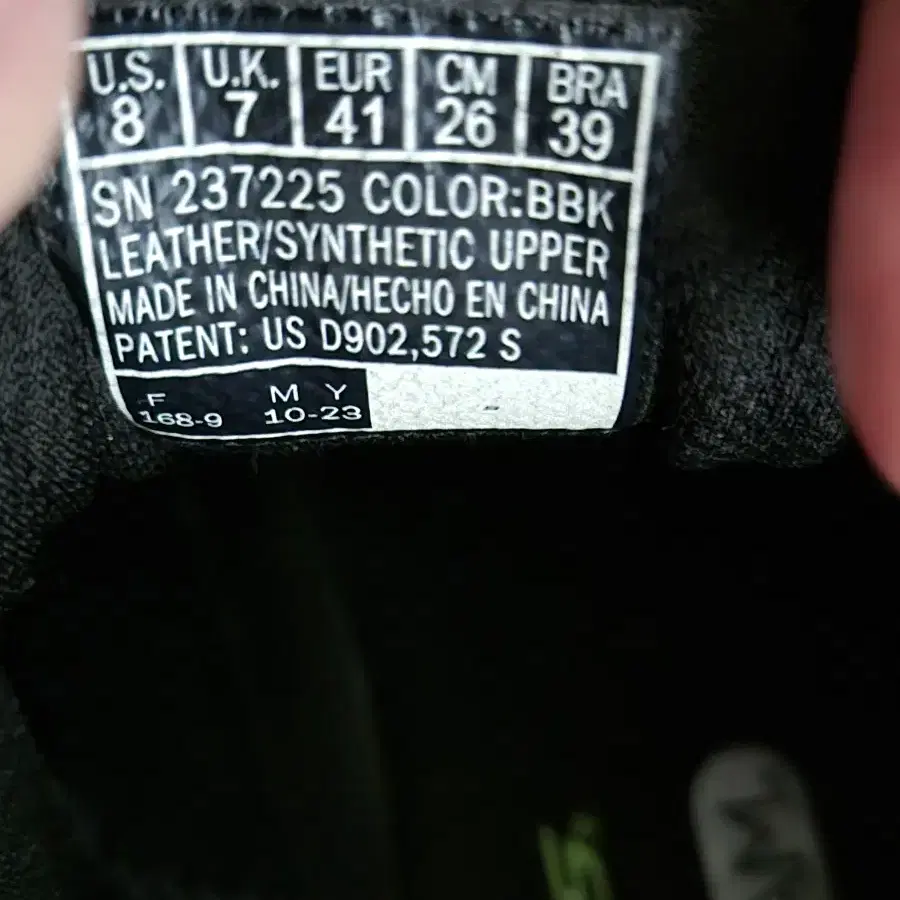 U.S. U.K. EUR CM BRA
8 7 41 26 39
SN 237225 COLOR:BBK
LEATHER/SYNTHETIC UPPER
MADE IN CHINA/HECHO EN CHINA
PATENT: US D902,572 S
F M Y
168-9 10-23 -